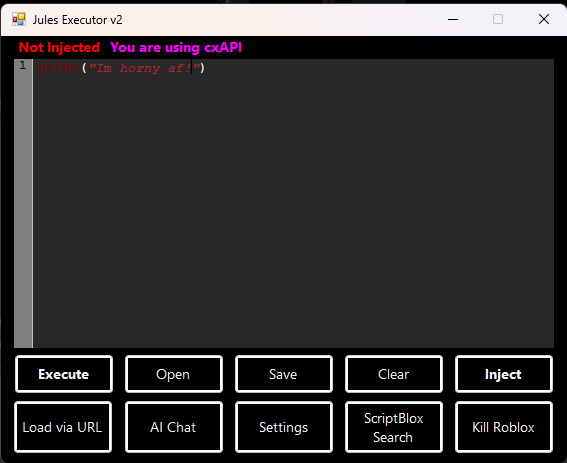 Jules Executor v2
Not Injected You are using cxAPI
1 print("Im horny af!")
Execute Open Save Clear Inject
Load via URL AI Chat Settings ScriptBlox Search Kill Roblox